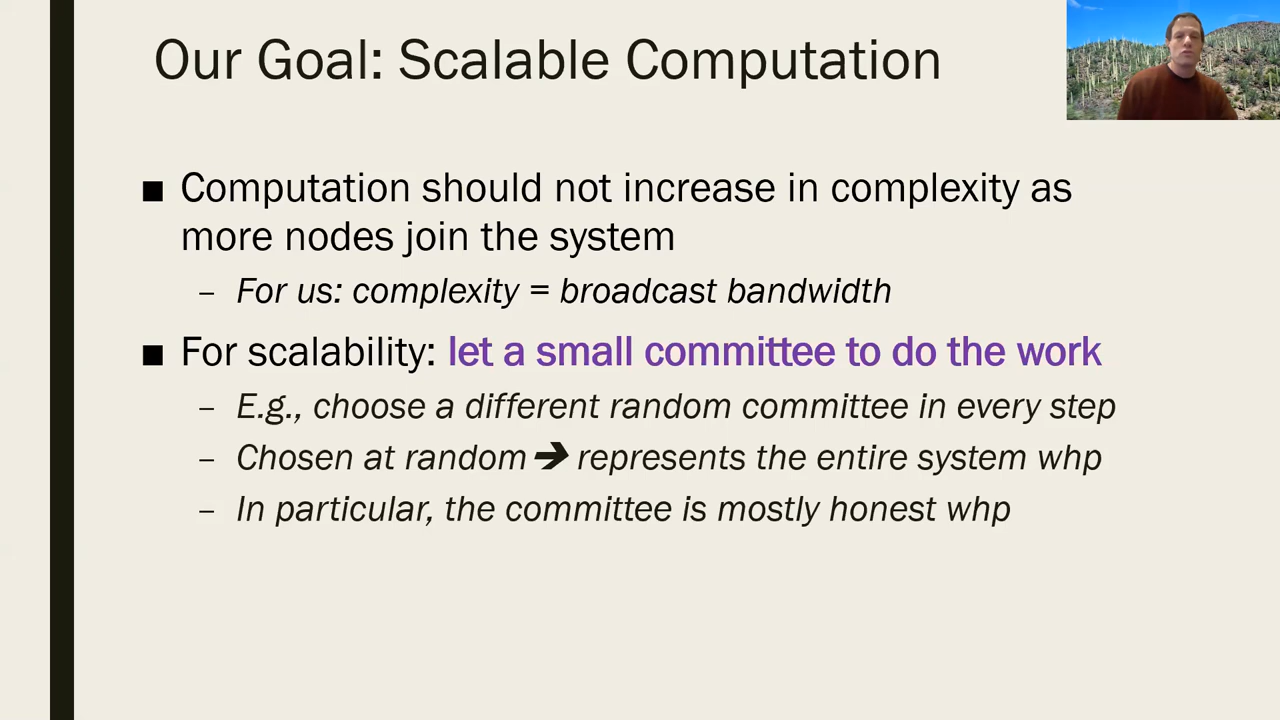 Our Goal: Scalable Computation
■ Computation should not increase in complexity as
more nodes join the system
– For us: complexity = broadcast bandwidth
■ For scalability: let a small committee to do the work
– E.g., choose a different random committee in every step
– Chosen at random➔ represents the entire system whp
– In particular, the committee is mostly honest whp